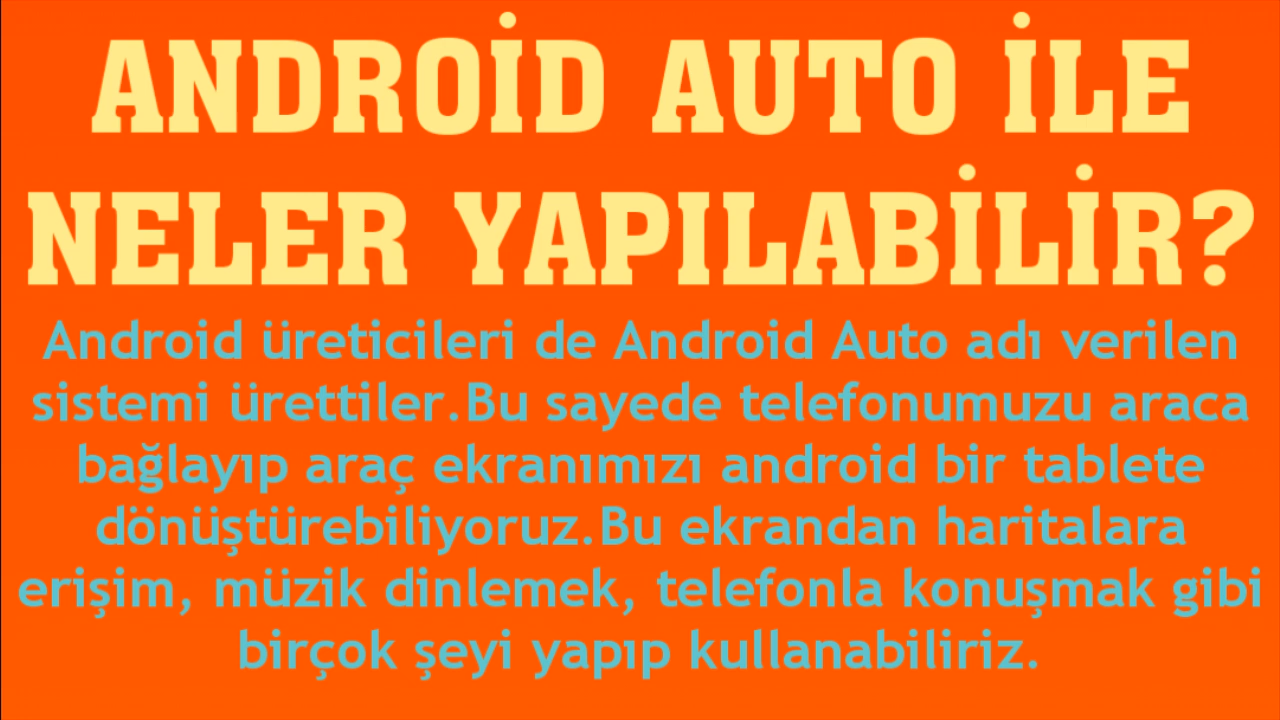 ANDROİD AUTO İLE
NELER YAPILABİLİR?
Android üreticileri de Android Auto adı verilen
sistemi ürettiler.Bu sayede telefonumuzu araca
bağlayıp araç ekranımızı android bir tablete
dönüştürebiliyoruz.Bu ekrandan haritalara
erişim, müzik dinlemek, telefonla konuşmak gibi
birçok şeyi yapıp kullanabiliriz.